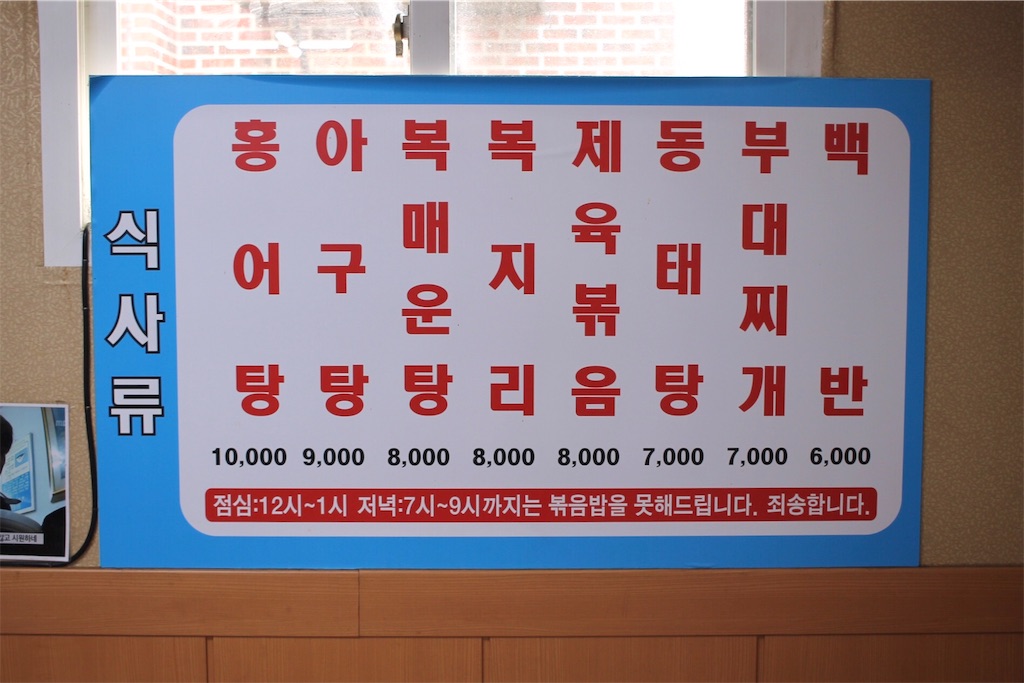 식사류
홍어탕
아구탕
복매운탕
복지리
제육볶음
동태탕
부대찌개
백반
10,000 9,000 8,000 8,000 8,000 7,000 7,000 6,000
점심:12시~1시 저녁:7시~9시까지는 볶음밥을 못해드립니다. 죄송합니다.
시원하네